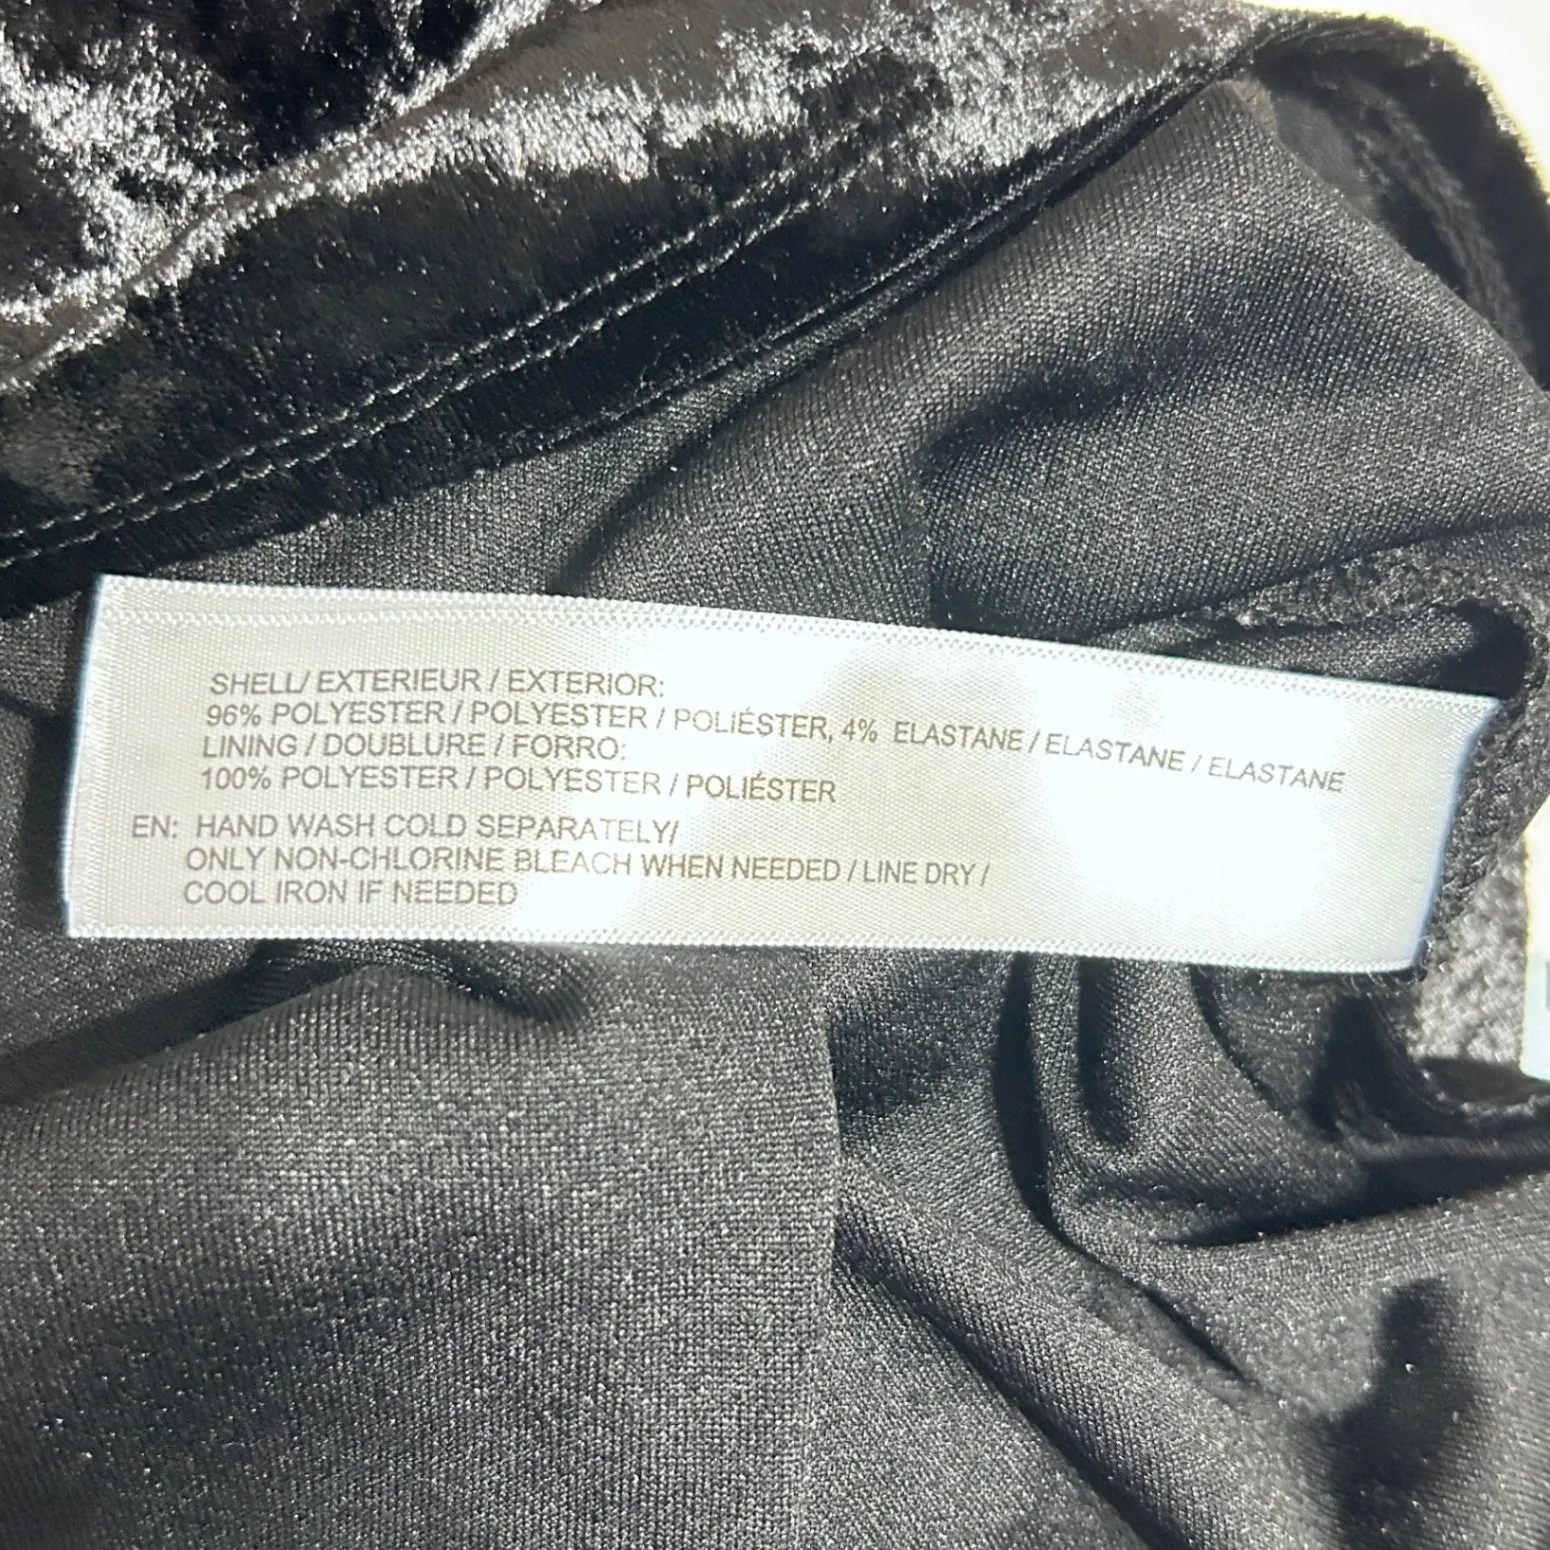 SHELL/ EXTERIEUR / EXTERIOR:
96% POLYESTER / POLYESTER / POLIÉSTER, 4% ELASTANE / ELASTANE / ELASTANE
LINING / DOUBLURE / FORRO:
100% POLYESTER / POLYESTER / POLIÉSTER
EN: HAND WASH COLD SEPARATELY/
ONLY NON-CHLORINE BLEACH WHEN NEEDED / LINE DRY /
COOL IRON IF NEEDED